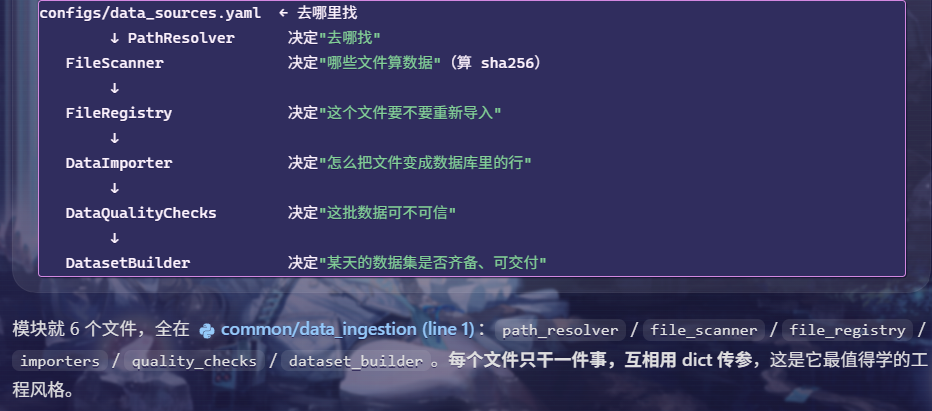 configs/data_sources.yaml ← 去哪里找
↓ PathResolver 决定"去哪找"
FileScanner 决定"哪些文件算数据"（算 sha256）
↓
FileRegistry 决定"这个文件要不要重新导入"
↓
DataImporter 决定"怎么把文件变成数据库里的行"
↓
DataQualityChecks 决定"这批数据可不可信"
↓
DatasetBuilder 决定"某天的数据集是否齐备、可交付"
模块就 6 个文件，全在 common/data_ingestion (line 1)： path_resolver / file_scanner / file_registry /
importers / quality_checks / dataset_builder 。每个文件只干一件事，互相用 dict 传参，这是它最值得学的工
程风格。